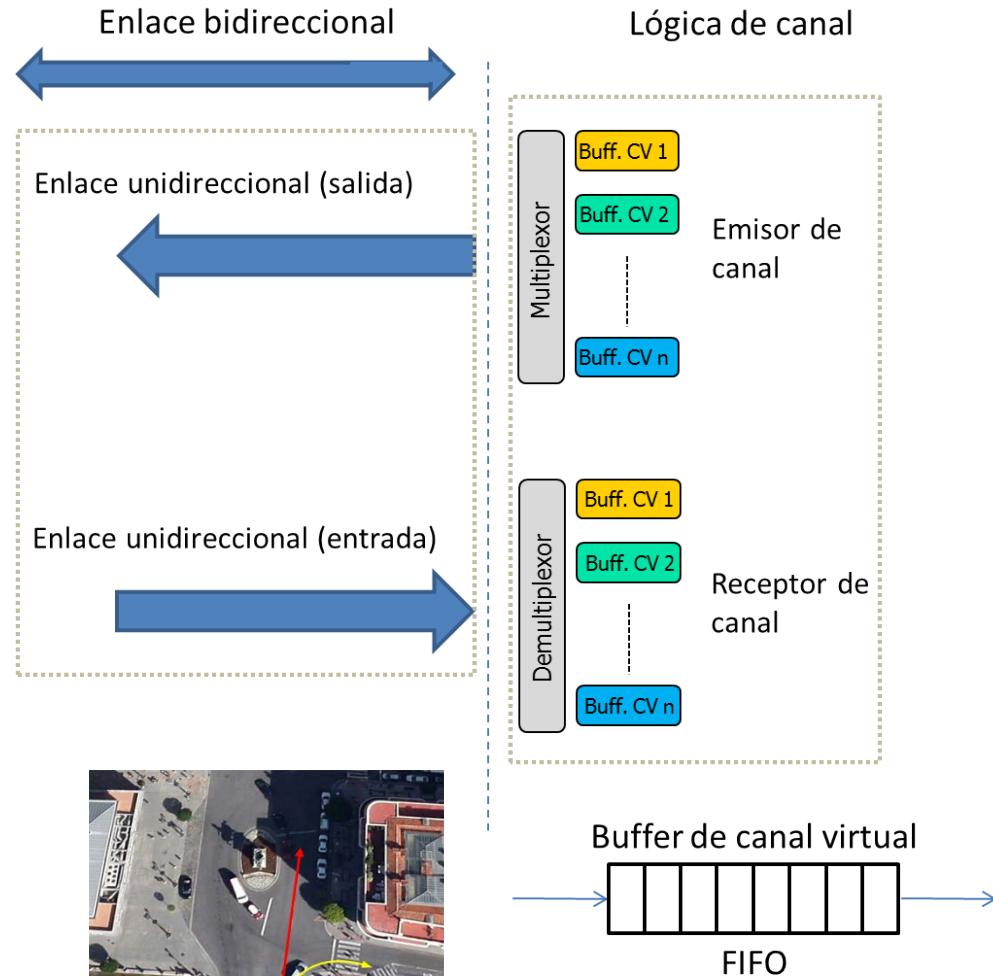 Enlace bidireccional
Lógica de canal
Enlace unidireccional (salida)
Multiplexor
Buff. CV 1
Buff. CV 2
Buff. CV n
Emisor de
canal
Enlace unidireccional (entrada)
Demultiplexor
Buff. CV 1
Buff. CV 2
Buff. CV n
Receptor de
canal
Buffer de canal virtual
FIFO